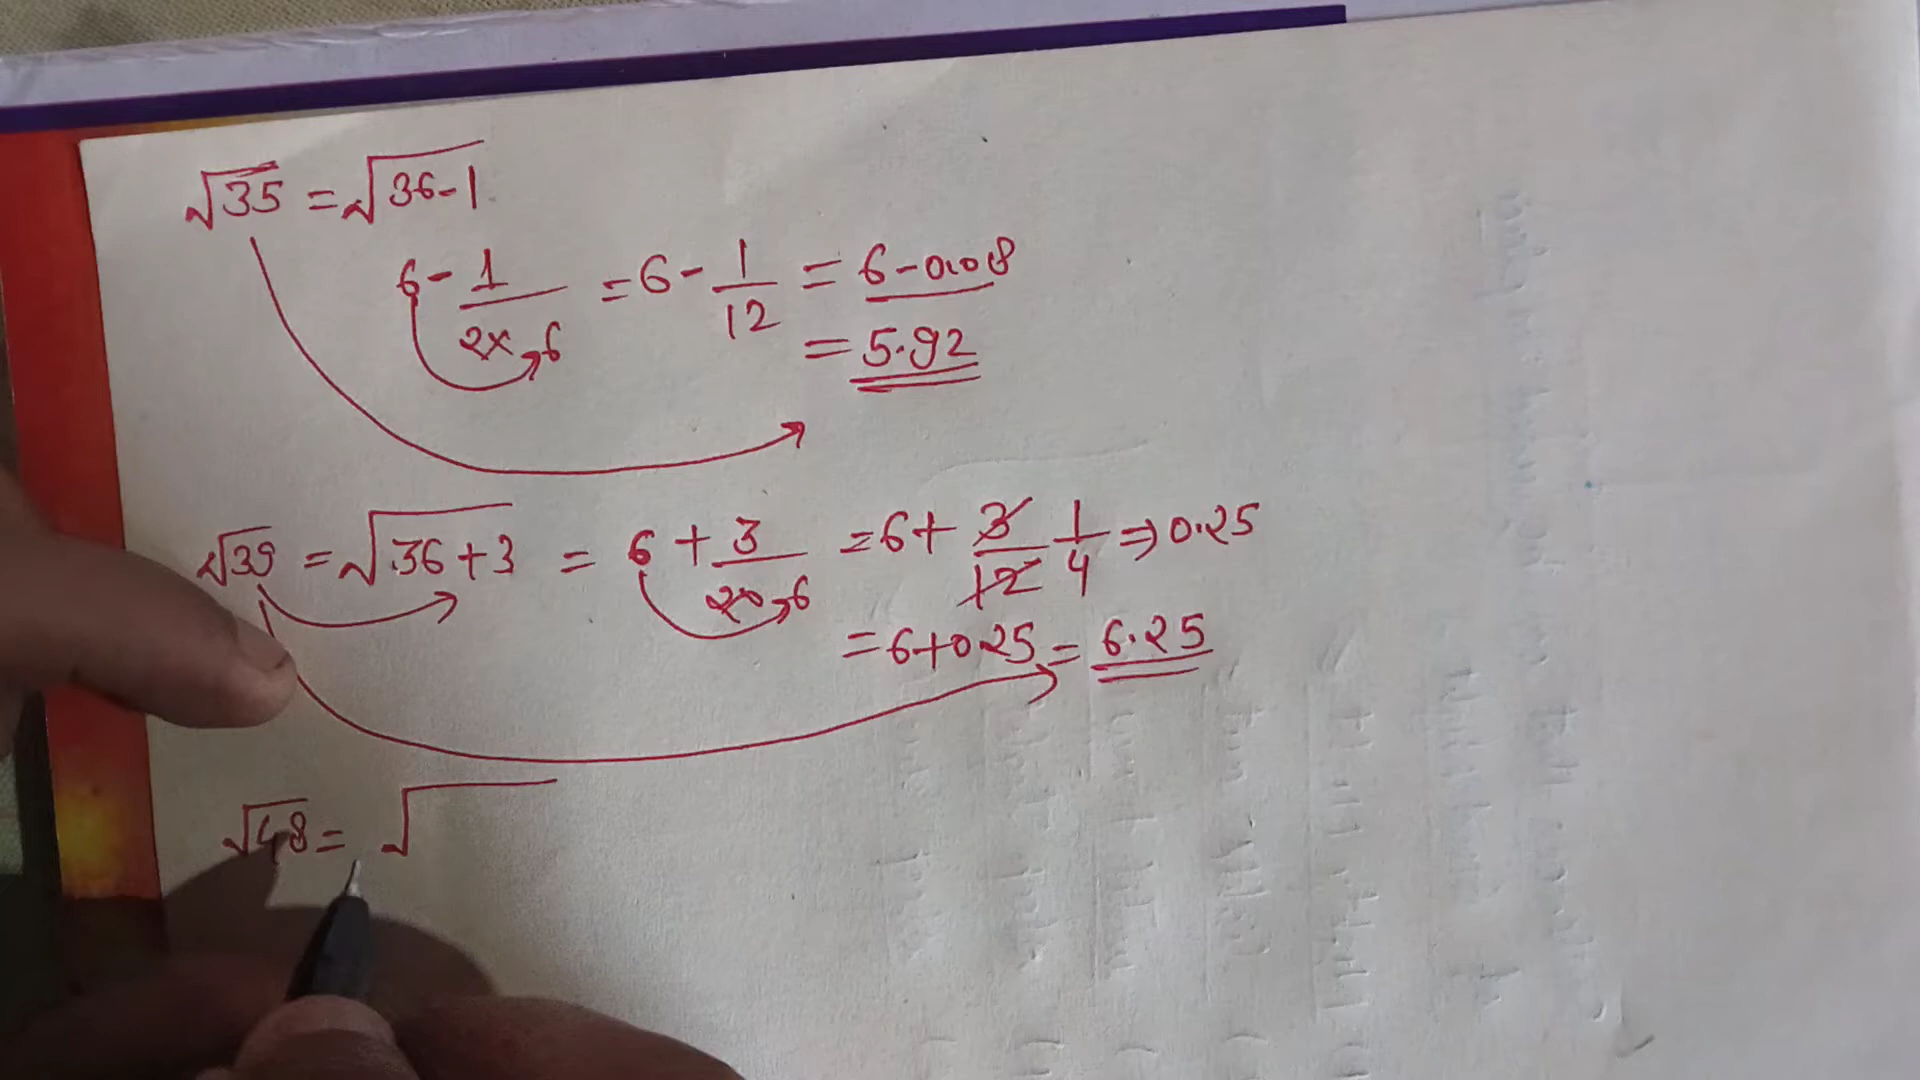 √35 = √36-1
6 - 1/2×6 = 6 - 1/12 = 6 - 0.08
= 5.92
√39 = √36+3 = 6 + 3/2×6 = 6 + 3/12 1/4 ⇒ 0.25
= 6+0.25 = 6.25
√48 = √